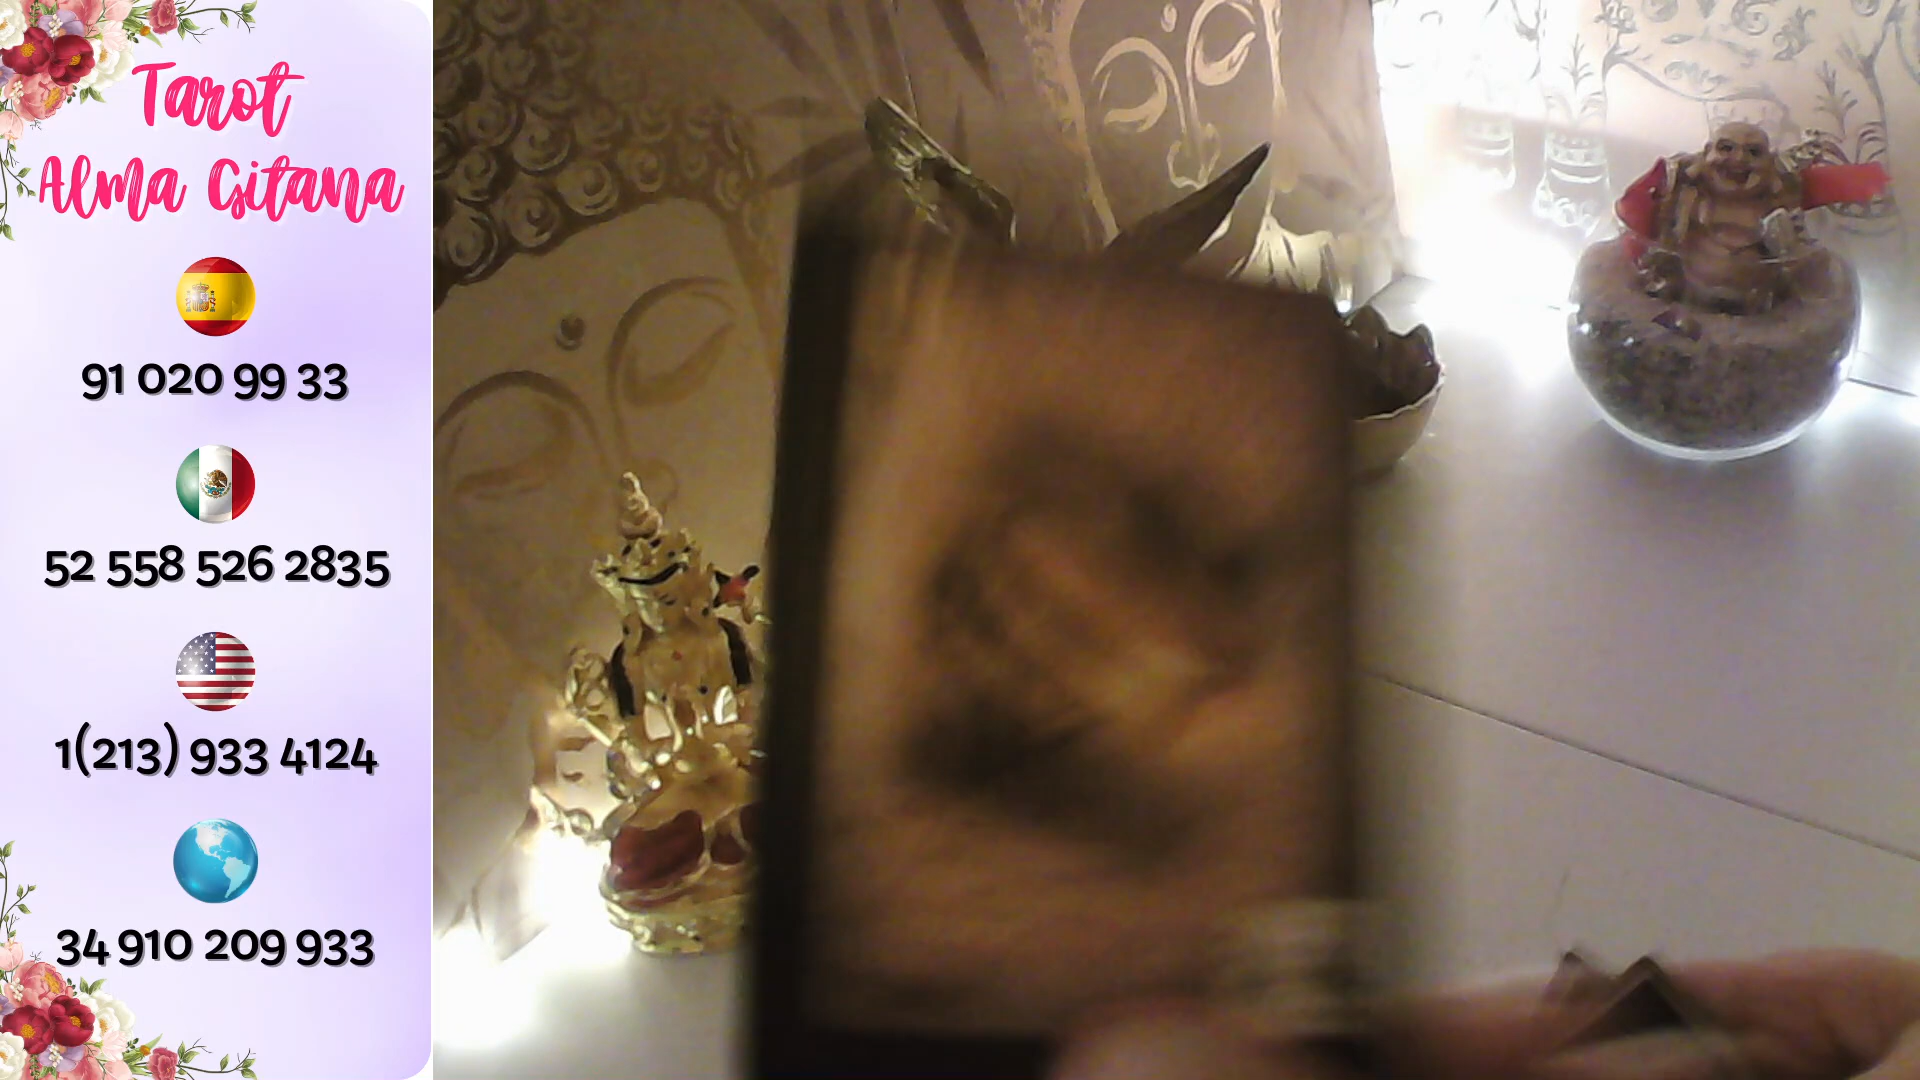 Tarot
Alma Gitana
91 020 99 33
52 558 526 2835
1(213) 933 4124
34 910 209 933